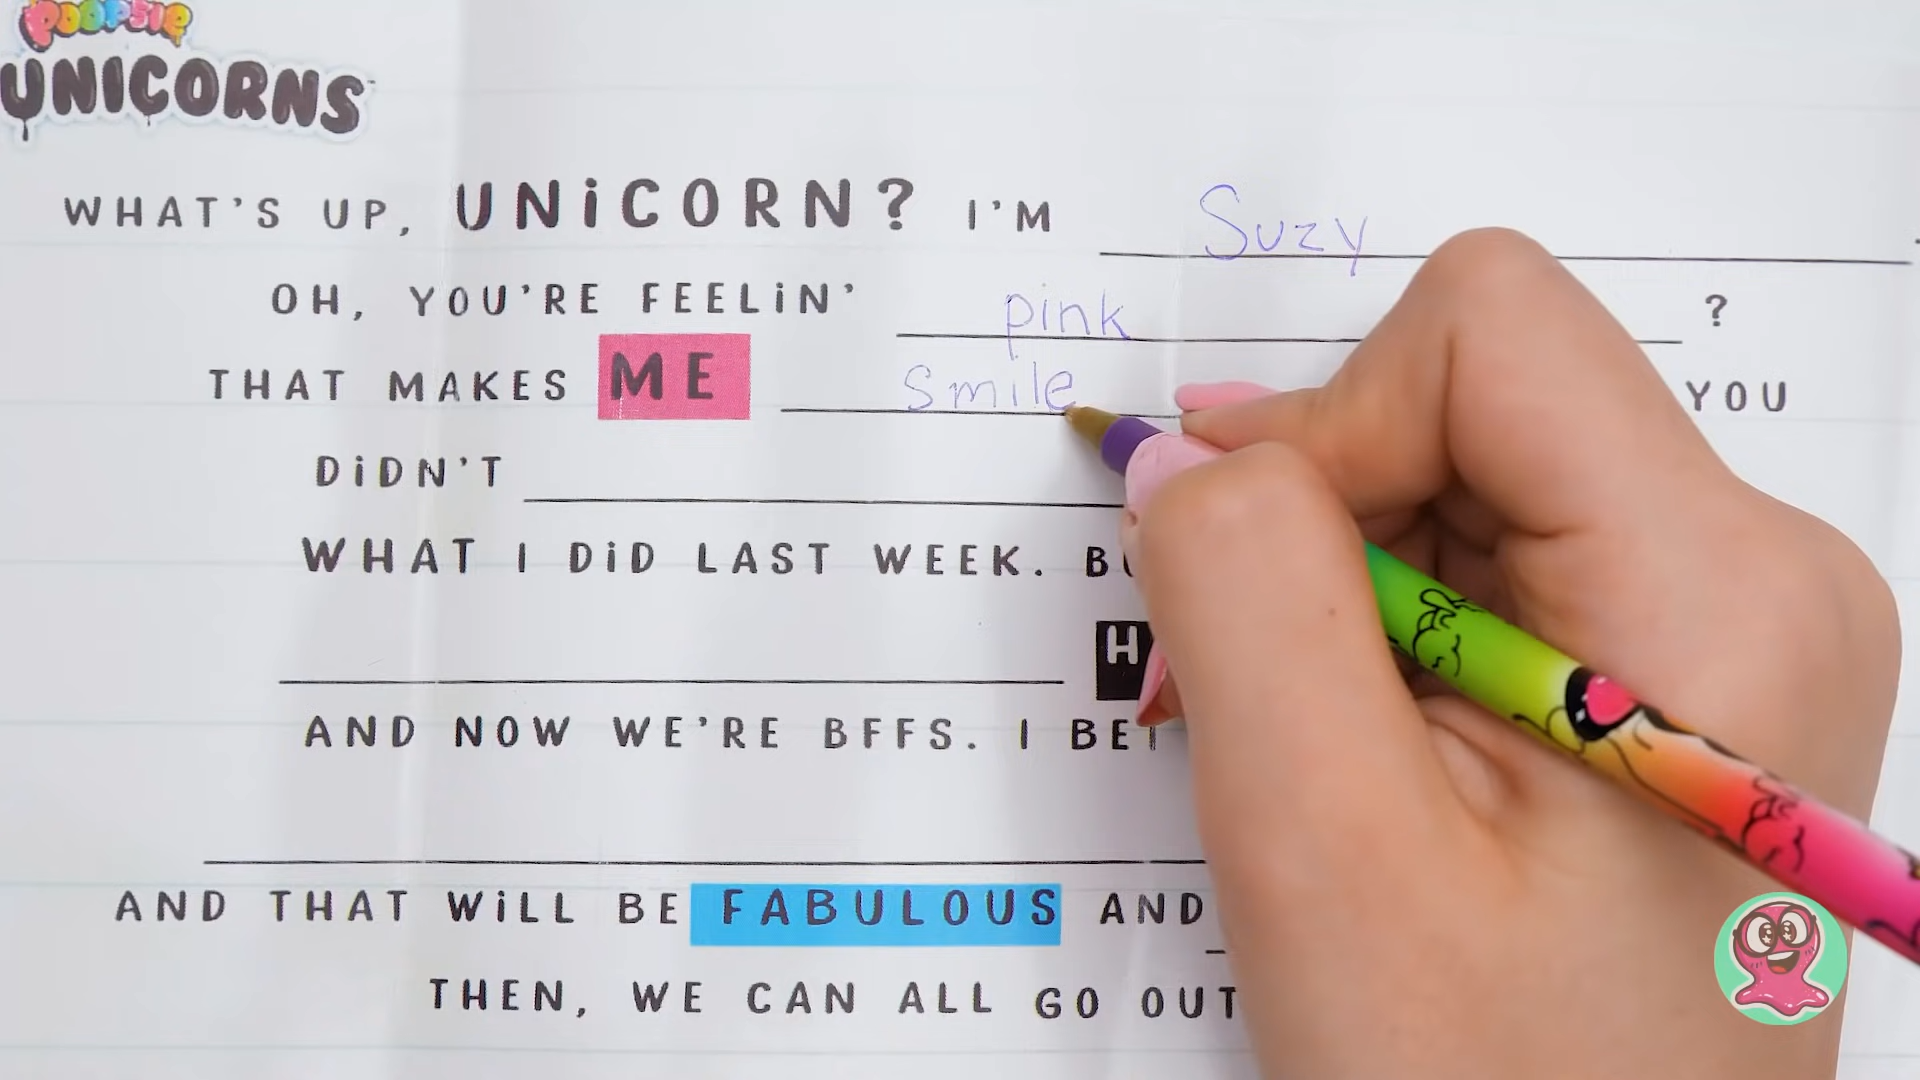 POOPSIE
UNICORNS
WHAT'S UP, UNiCORN? I'M Suzy
OH, YOU'RE FEELiN' pink ?
THAT MAKES ME Smile YOU
DiDN'T
WHAT I DiD LAST WEEK.
AND NOW WE'RE BFFS. I BET
AND THAT WiLL BE FABULOUS AND
THEN, WE CAN ALL GO OUT